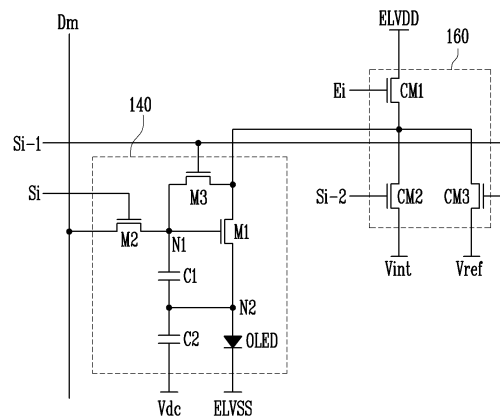 Dm
ELVDD
160
140
Ei
CM1
Si-1
M3
Si
Si-2
CM2
CM3
M2
N1
M1
C1
Vint
Vref
N2
C2
OLED
Vdc
ELVSS